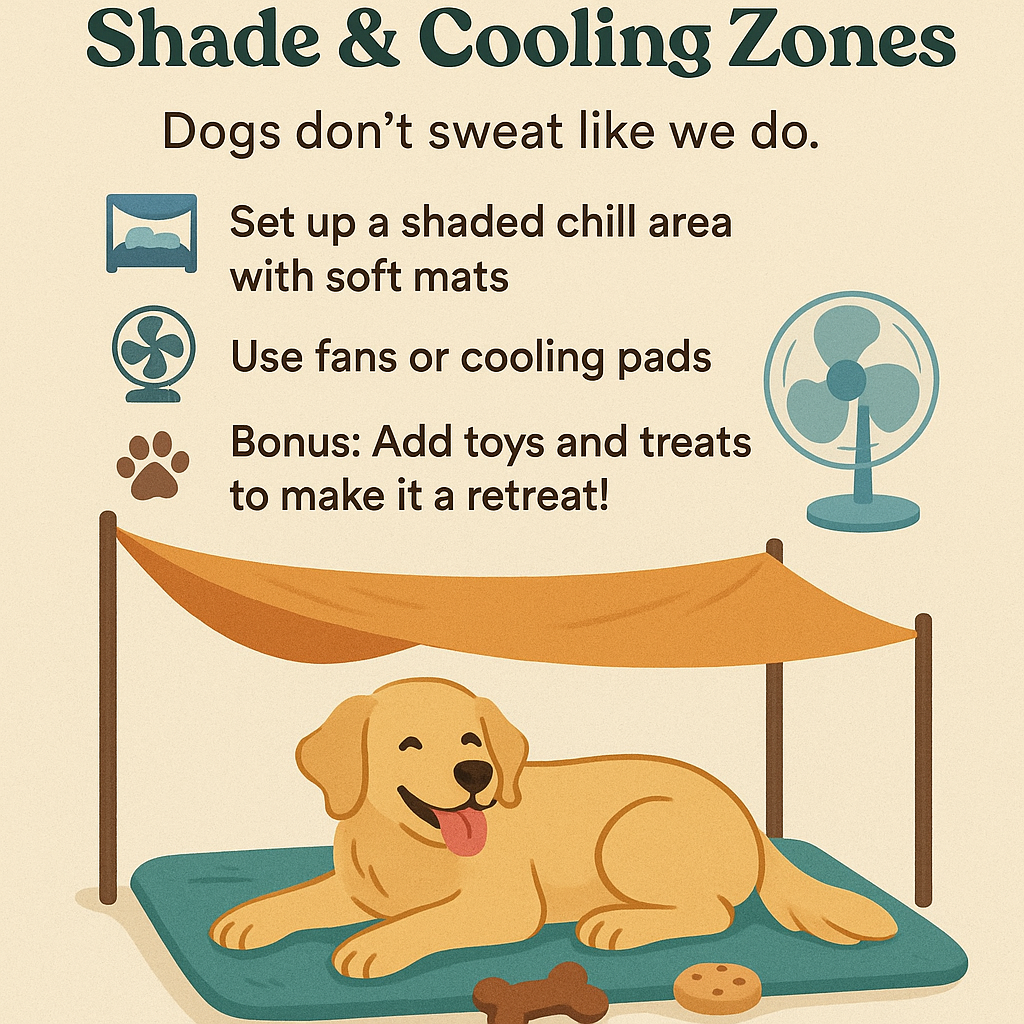 Shade & Cooling Zones
Dogs don’t sweat like we do.
Set up a shaded chill area
with soft mats
Use fans or cooling pads
Bonus: Add toys and treats
to make it a retreat!